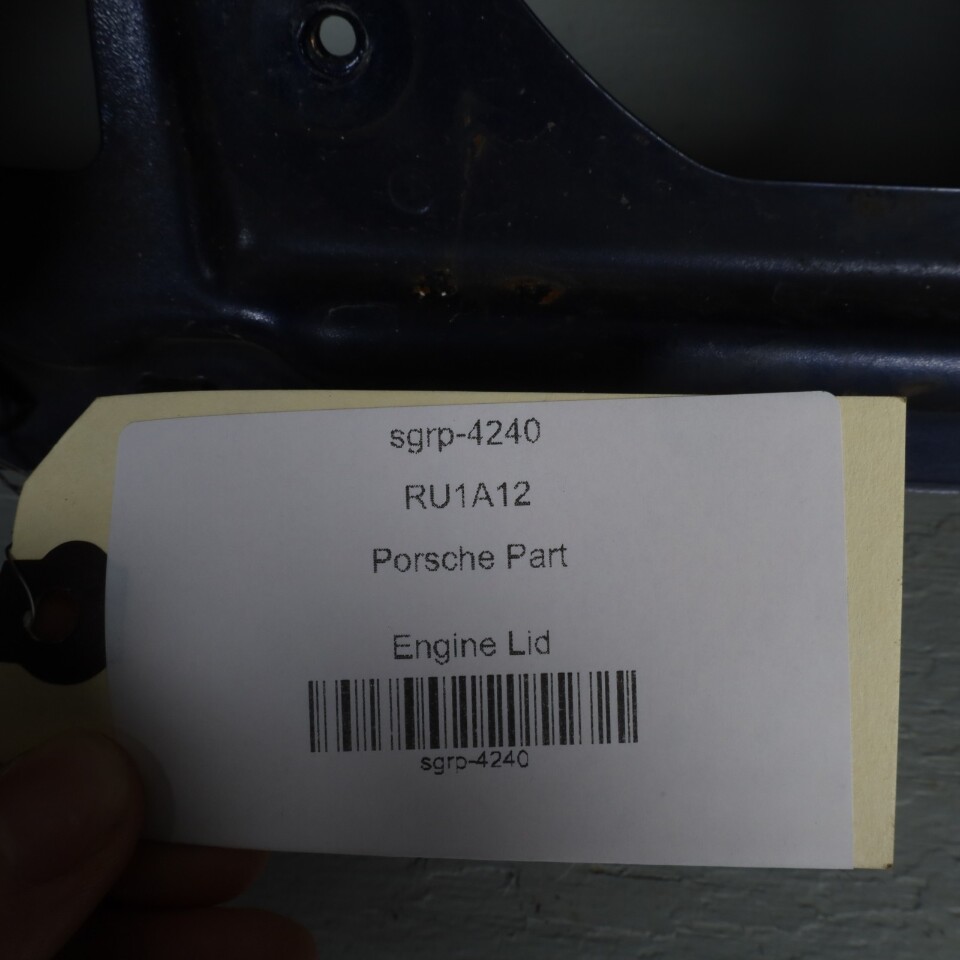 sgrp-4240
RU1A12
Porsche Part
Engine Lid
sgrp-4240